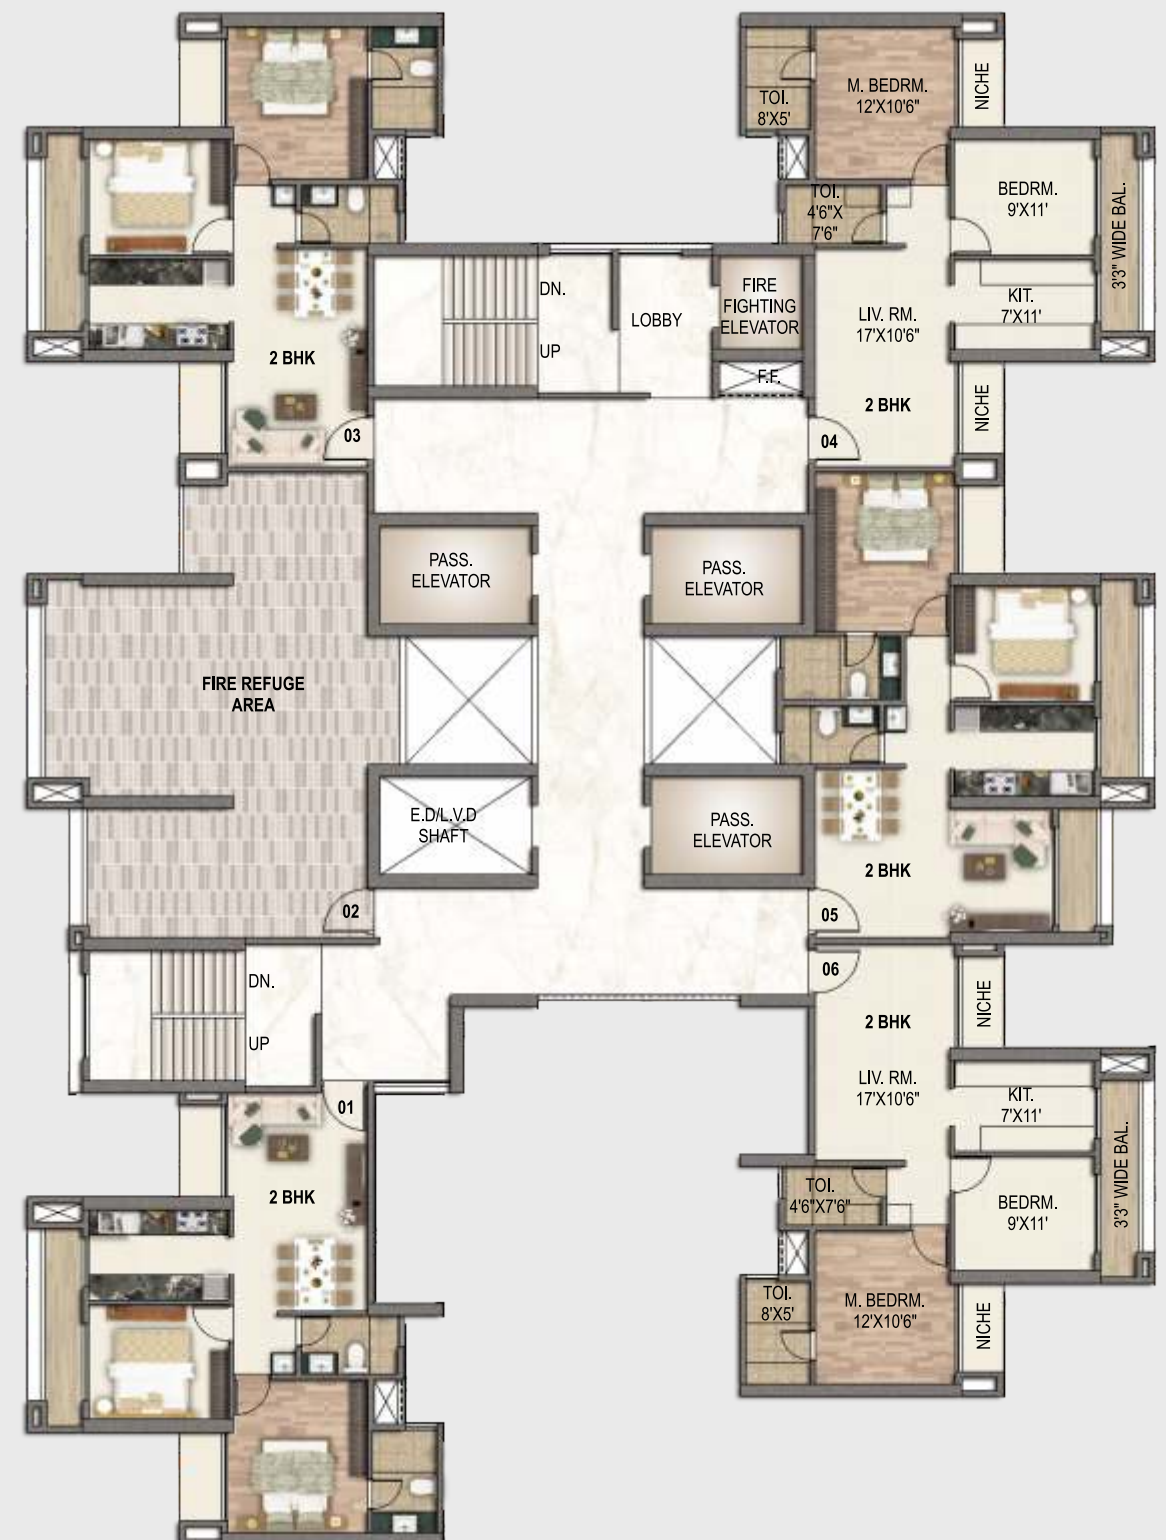 M. BEDRM.
12'X10'6"
NICHE
TOI.
8'X5'
BEDRM.
9'X11'
3'3" WIDE BAL.
TOI.
4'6"X
7'6"
DN.
UP
LOBBY
FIRE
FIGHTING
ELEVATOR
F.F.
LIV. RM.
17'X10'6"
KIT.
7'X11'
2 BHK
03
2 BHK
04
NICHE
PASS.
ELEVATOR
PASS.
ELEVATOR
FIRE REFUGE
AREA
E.D/L.V.D
SHAFT
PASS.
ELEVATOR
2 BHK
02
05
06
DN.
UP
2 BHK
NICHE
LIV. RM.
17'X10'6"
KIT.
7'X11'
01
2 BHK
TOI.
4'6"X7'6"
BEDRM.
9'X11'
3'3" WIDE BAL.
TOI.
8'X5'
M. BEDRM.
12'X10'6"
NICHE